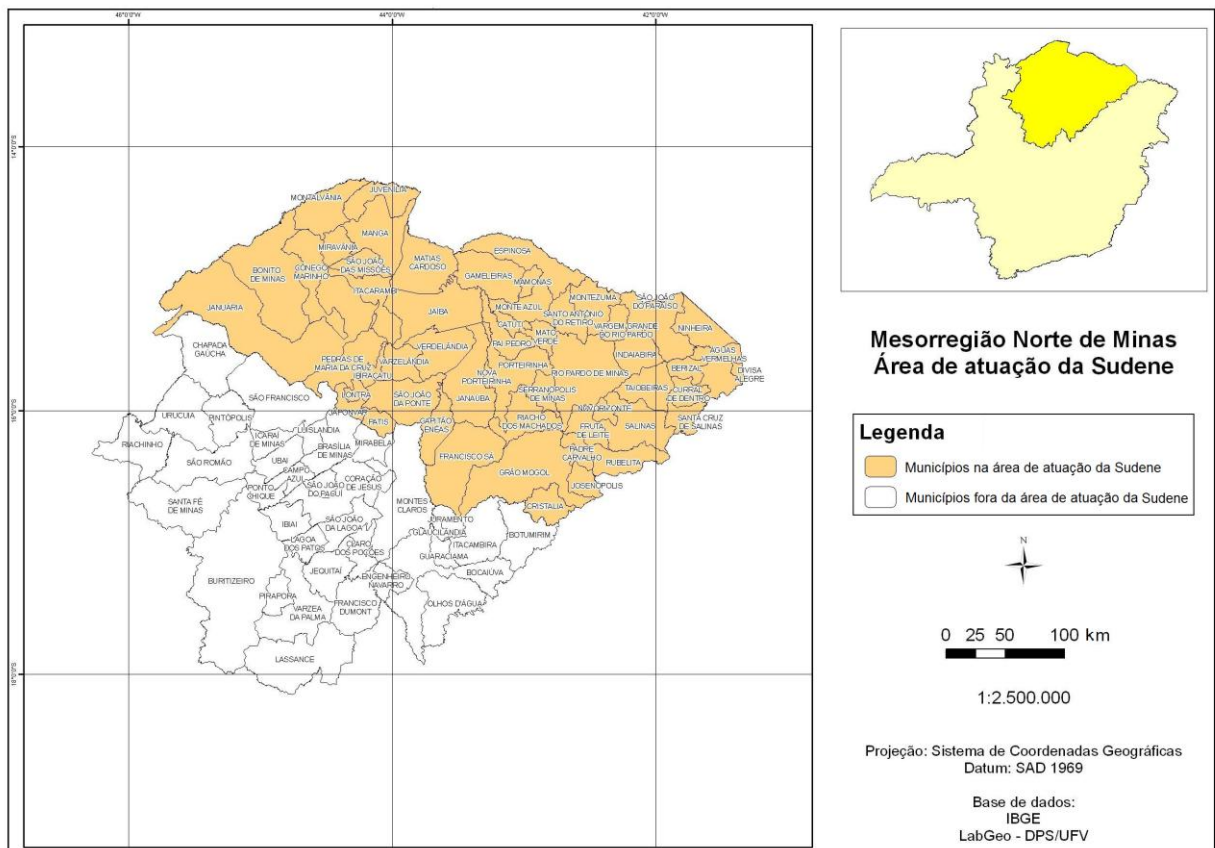 46°0'0"W
44°0'0"W
42°0'0"W
14°0'0"S
16°0'0"S
18°0'0"S
MONTALVÂNIA
JUVENÍLIA
MANGA
MIRAVÂNIA
SÃO JOÃO
DAS MISSÕES
MATIAS
CARDOSO
ESPINOSA
BONITO
DE MINAS
CÔNEGO
MARINHO
GAMELEIRAS
MAMONAS
ITACARAMBI
JANUÁRIA
JAÍBA
MONTE AZUL
MONTEZUMA
SÃO JOÃO
DO PARAÍSO
SANTO ANTÔNIO
DO RETIRO
CATUTI
VARGEM GRANDE
DO RIO PARDO
NINHEIRA
MATO
VERDE
PAI PEDRO
CHAPADA
GAÚCHA
VERDELÂNDIA
INDAIABIRA
ÁGUAS
VERMELHAS
PEDRAS DE
MARIA DA CRUZ
VARZELÂNDIA
PORTEIRINHA
BERIZAL
DIVISA
ALEGRE
IBIRACATU
NOVA
PORTEIRINHA
RIO PARDO DE MINAS
SÃO FRANCISCO
LONTRA
SÃO JOÃO
DA PONTE
JANAÚBA
SERRANÓPOLIS
DE MINAS
TAIOBEIRAS
CURRAL
DE DENTRO
URUCUIA
PINTÓPOLIS
JAPONVAR
PATIS
CAPITÃO
ENÉAS
RIACHO
DOS MACHADOS
NOVORIZONTE
FRUTA
DE LEITE
SALINAS
SANTA CRUZ
DE SALINAS
RIACHINHO
ICARAÍ
DE MINAS
LUISLÂNDIA
BRASÍLIA
DE MINAS
MIRABELA
SÃO ROMÃO
UBAÍ
FRANCISCO SÁ
PADRE
CARVALHO
RUBELITA
CAMPO
AZUL
GRÃO MOGOL
PONTO
CHIQUE
SÃO JOÃO
DO PACUÍ
CORAÇÃO
DE JESUS
JOSENÓPOLIS
SANTA FÉ
DE MINAS
MONTES
CLAROS
CRISTÁLIA
IBIAÍ
SÃO JOÃO
DA LAGOA
JURAMENTO
GLAUCILÂNDIA
BOTUMIRIM
LAGOA
DOS PATOS
CLARO
DOS POÇÕES
ITACAMBIRA
GUARACIAMA
BURITIZEIRO
JEQUITAÍ
ENGENHEIRO
NAVARRO
BOCAIÚVA
PIRAPORA
VARZEA
DA PALMA
FRANCISCO
DUMONT
OLHOS D'ÁGUA
LASSANCE
Mesorregião Norte de Minas
Área de atuação da Sudene
Legenda
Municípios na área de atuação da Sudene
Municípios fora da área de atuação da Sudene
N
0 25 50 100 km
1:2.500.000
Projeção: Sistema de Coordenadas Geográficas
Datum: SAD 1969
Base de dados:
IBGE
LabGeo - DPS/UFV